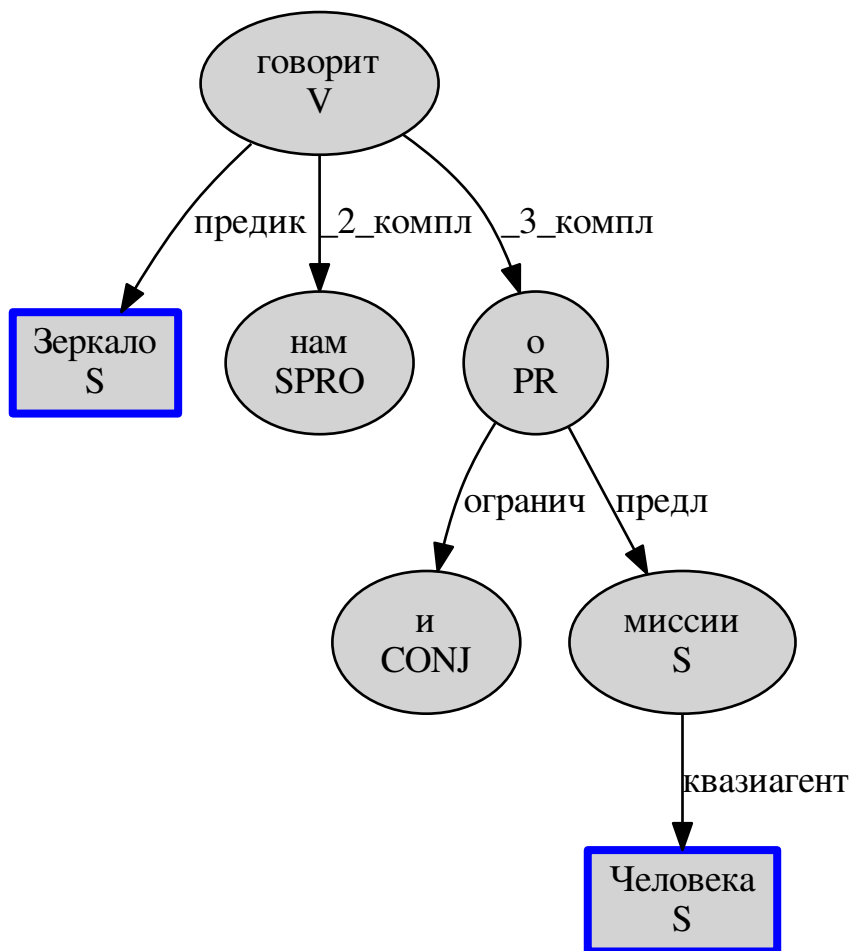 говорит
V
предик
_2_компл
_3_компл
Зеркало
S
нам
SPRO
о
PR
огранич
предл
и
CONJ
миссии
S
квазиагент
Человека
S